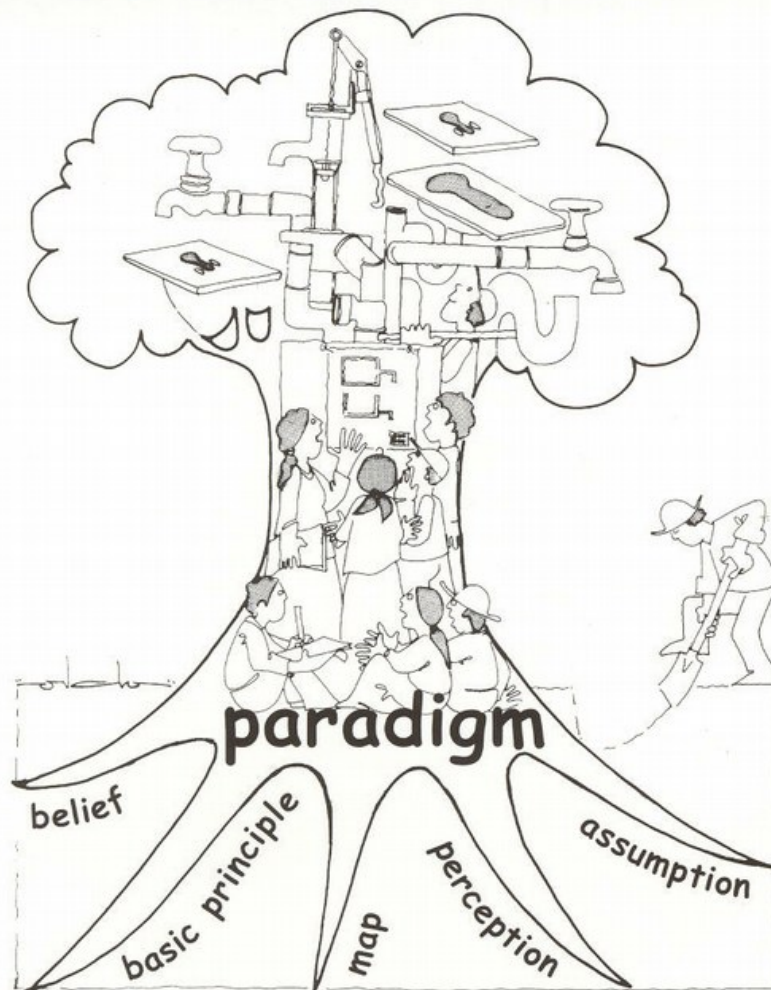 paradigm
belief
basic principle
map
perception
assumption